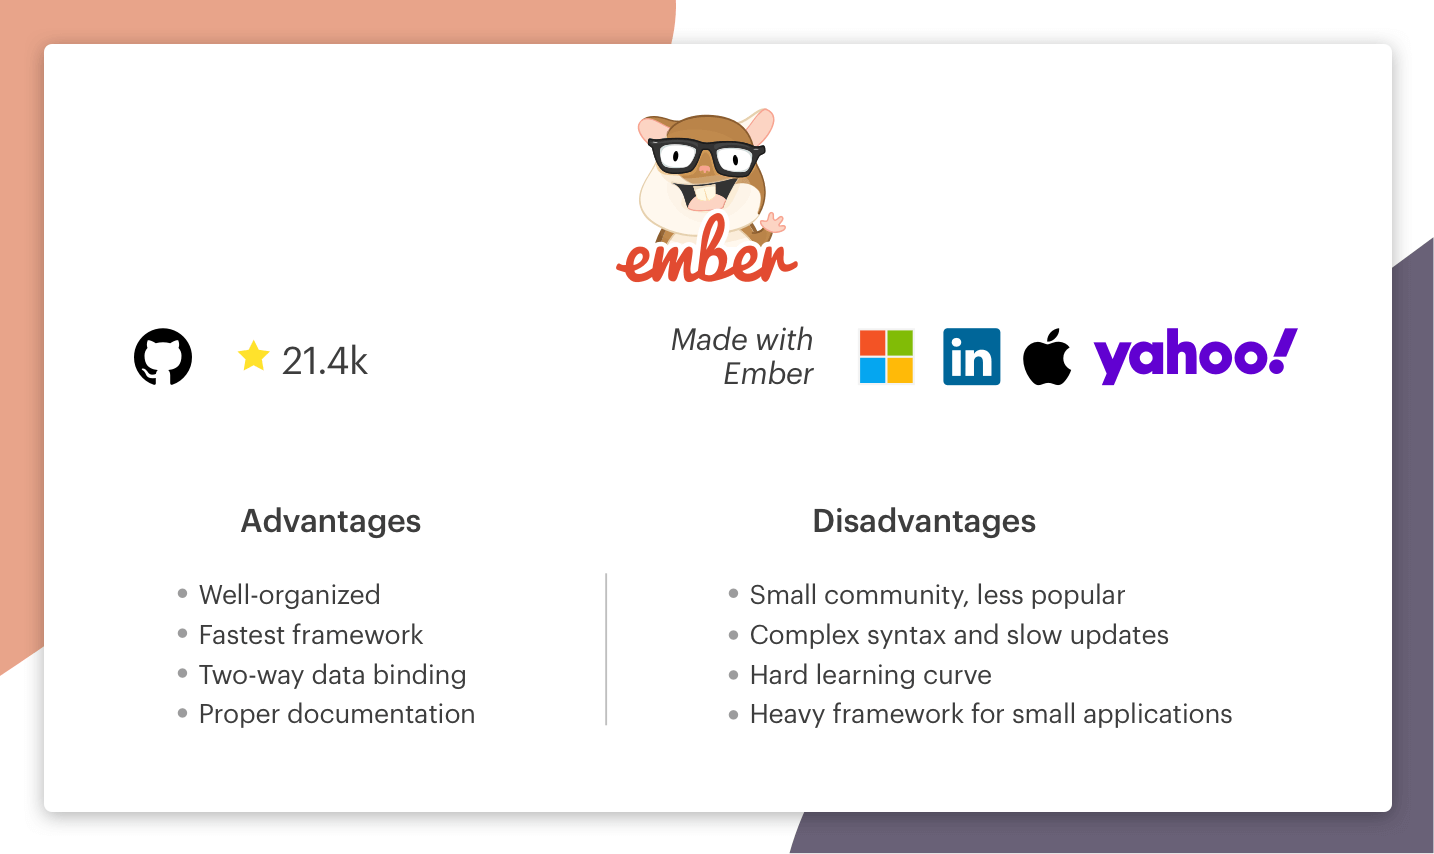 ember
21.4k
Made with
Ember
in
yahoo!
Advantages
Well-organized
Fastest framework
Two-way data binding
Proper documentation
Disadvantages
Small community, less popular
Complex syntax and slow updates
Hard learning curve
Heavy framework for small applications